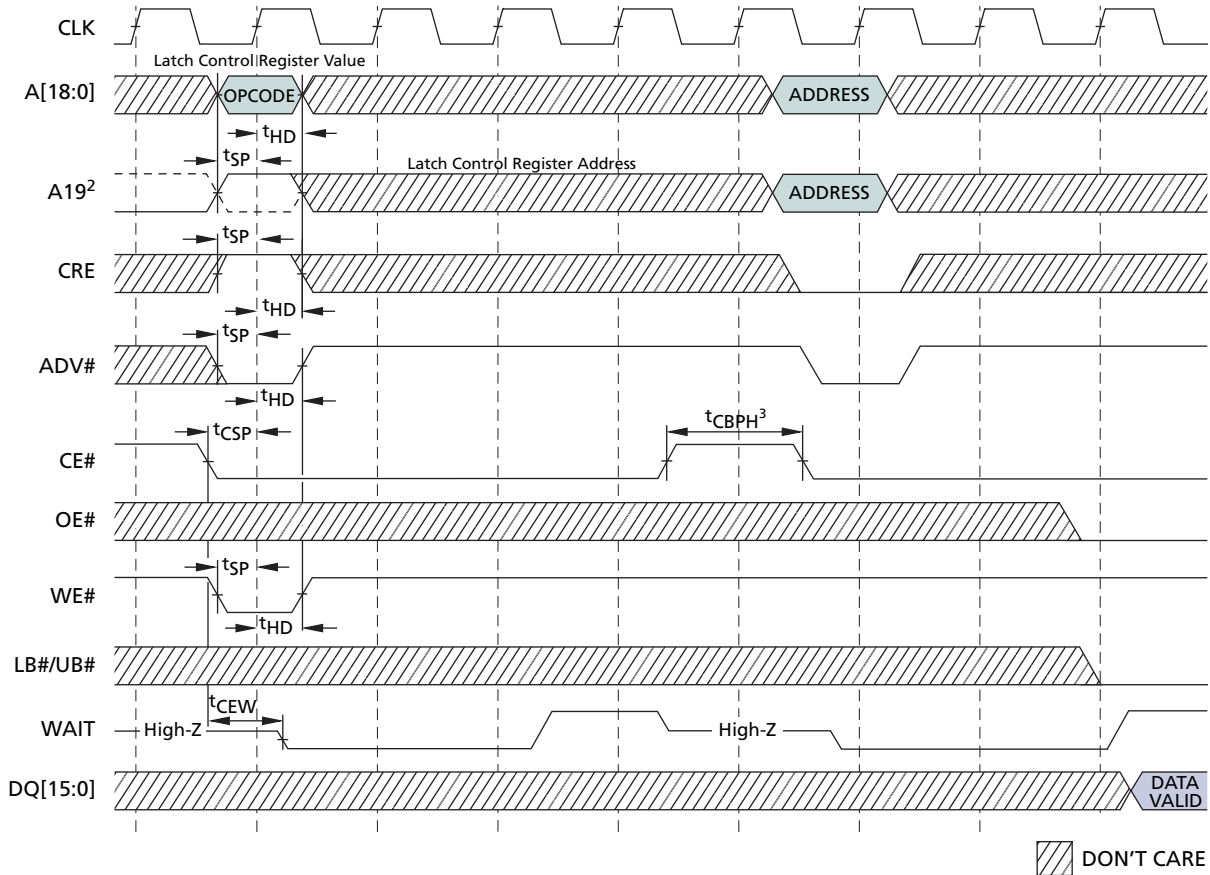 CLK
Latch Control Register Value
A[18:0]
OPCODE
ADDRESS
tHD
tSP
Latch Control Register Address
A19²
ADDRESS
tSP
CRE
tHD
tSP
ADV#
tHD
tCSP
tCBPH³
CE#
OE#
tSP
WE#
tHD
LB#/UB#
tCEW
WAIT
High-Z
High-Z
DQ[15:0]
DATA
VALID
DON'T CARE